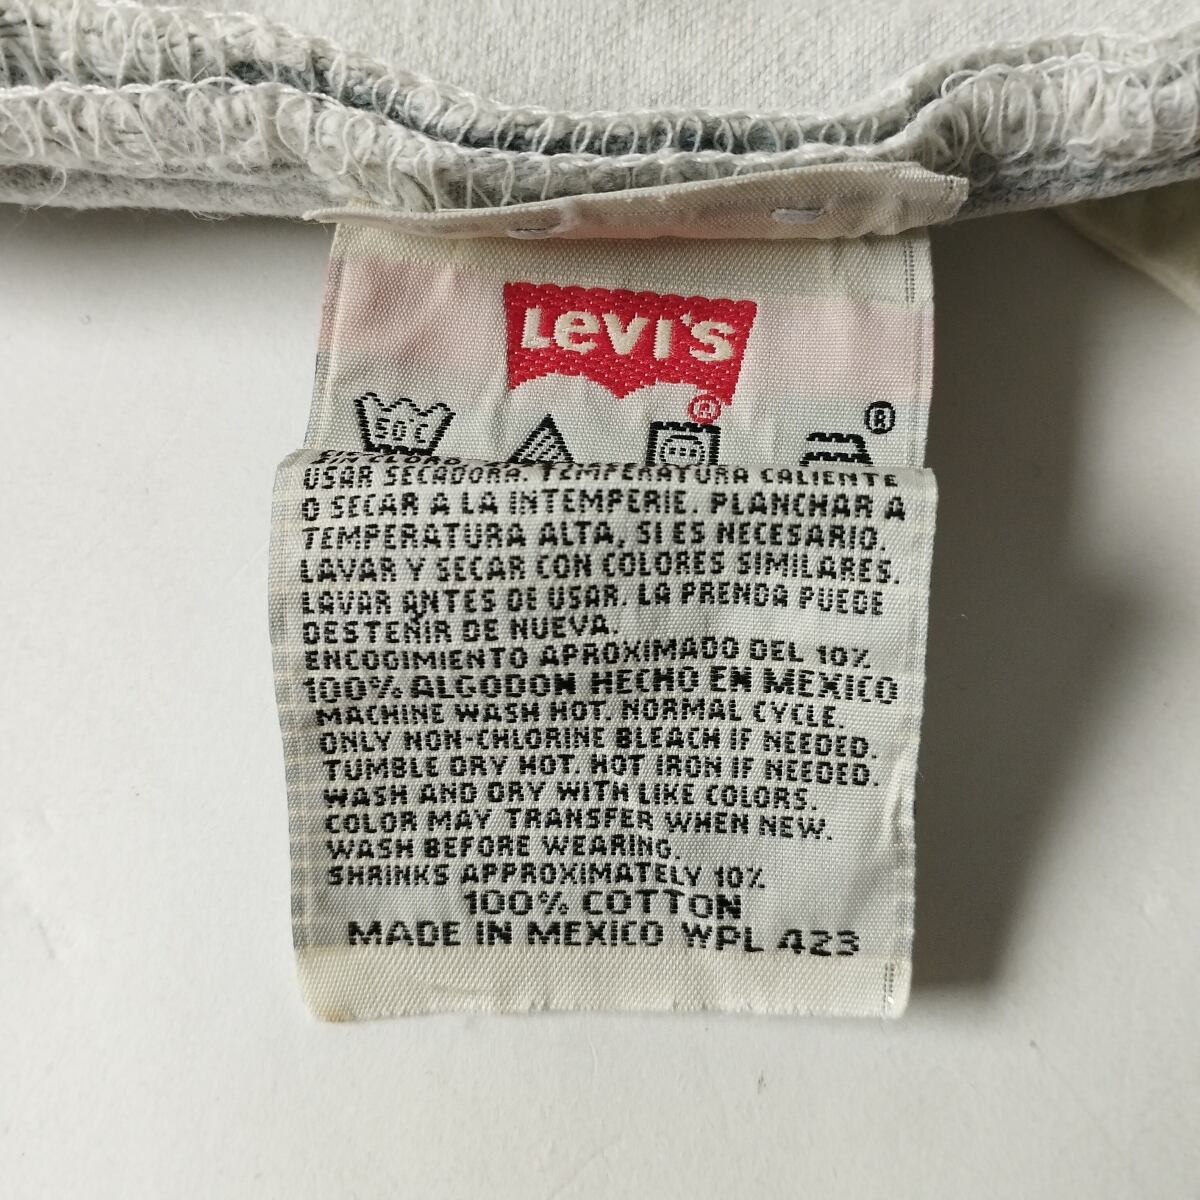 LEVI'S
®
50°C
®
SIN CLORO.
USAR SECADORA. TEMPERATURA CALIENTE
O SECAR A LA INTEMPERIE. PLANCHAR A
TEMPERATURA ALTA, SI ES NECESARIO.
LAVAR Y SECAR CON COLORES SIMILARES.
LAVAR ANTES DE USAR. LA PRENDA PUEDE
DESTEÑIR DE NUEVA.
ENCOGIMIENTO APROXIMADO DEL 10%
100% ALGODON HECHO EN MEXICO
MACHINE WASH HOT. NORMAL CYCLE.
ONLY NON-CHLORINE BLEACH IF NEEDED.
TUMBLE DRY HOT. HOT IRON IF NEEDED.
WASH AND DRY WITH LIKE COLORS.
COLOR MAY TRANSFER WHEN NEW.
WASH BEFORE WEARING.
SHRINKS APPROXIMATELY 10%
100% COTTON
MADE IN MEXICO WPL 423